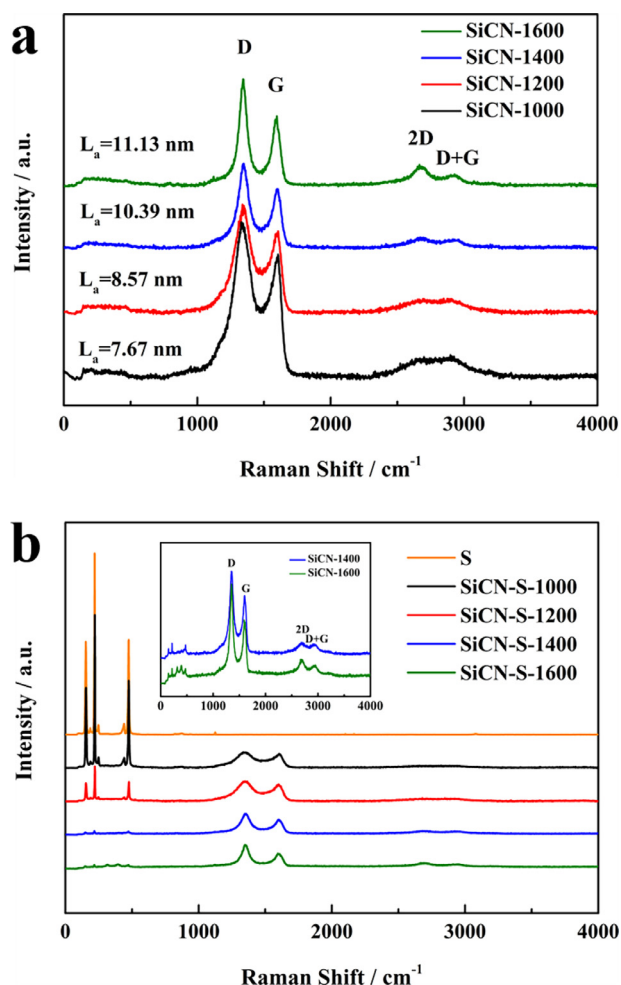 a
D
G
2D
D+G
SiCN-1600
SiCN-1400
SiCN-1200
SiCN-1000
La=11.13 nm
La=10.39 nm
La=8.57 nm
La=7.67 nm
Intensity / a.u.
0 1000 2000 3000 4000
Raman Shift / cm-1
b
D
G
2D
D+G
SiCN-1400
SiCN-1600
0 1000 2000 3000 4000
S
SiCN-S-1000
SiCN-S-1200
SiCN-S-1400
SiCN-S-1600
Intensity / a.u.
0 1000 2000 3000 4000
Raman Shift / cm-1